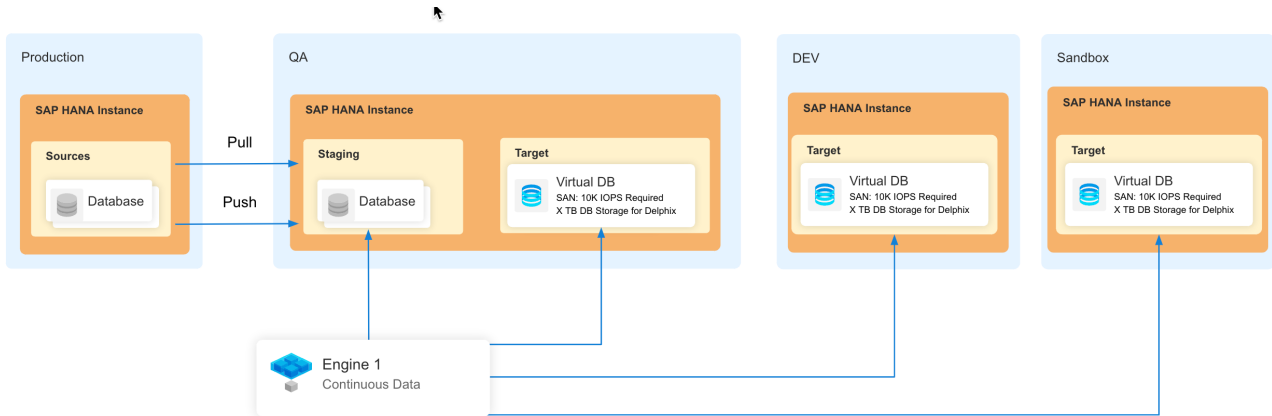 Production
SAP HANA Instance
Sources
Database
Pull
Push
QA
SAP HANA Instance
Staging
Database
Target
Virtual DB
SAN: 10K IOPS Required
X TB DB Storage for Delphix
DEV
SAP HANA Instance
Target
Virtual DB
SAN: 10K IOPS Required
X TB DB Storage for Delphix
Sandbox
SAP HANA Instance
Target
Virtual DB
SAN: 10K IOPS Required
X TB DB Storage for Delphix
Engine 1
Continuous Data